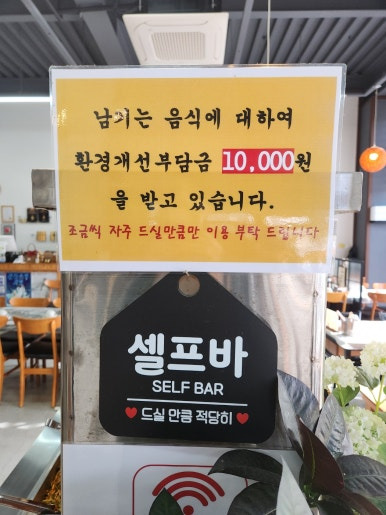 남기는 음식에 대하여
환경개선부담금 10,000원
을 받고 있습니다.
조금씩 자주 드실만큼만 이용 부탁 드립니다
셀프바
SELF BAR
드실 만큼 적당히